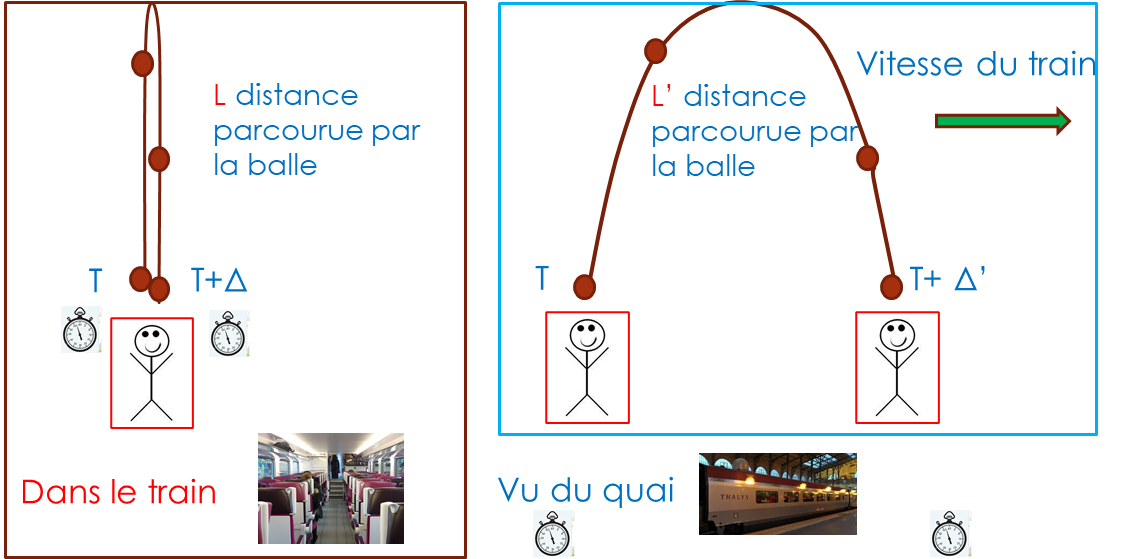 L distance
parcourue par
la balle
T
T+Δ
Dans le train
Vitesse du train
L’ distance
parcourue par
la balle
T
T+ Δ’
Vu du quai
THALYS